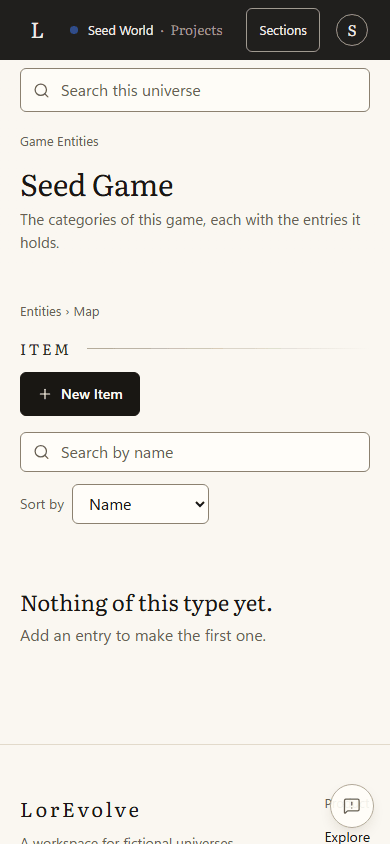 L
Seed World · Projects
Sections
S
Search this universe
Game Entities
Seed Game
The categories of this game, each with the entries it
holds.
Entities › Map
ITEM
+ New Item
Search by name
Sort by
Name
Nothing of this type yet.
Add an entry to make the first one.
LorEvolve
Explore
A workspace for fictional universes